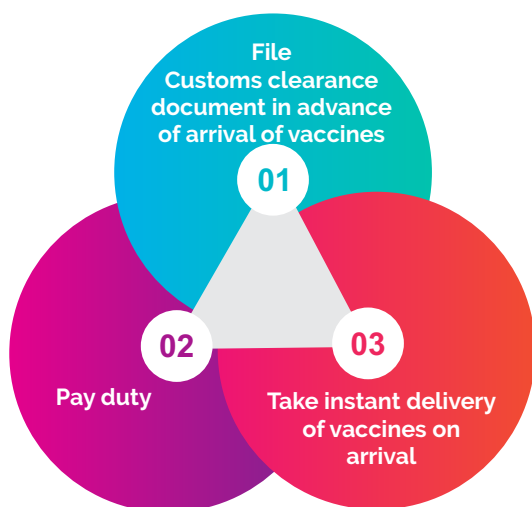 File
Customs clearance
document in advance
of arrival of vaccines
01
02
Pay duty
03
Take instant delivery
of vaccines on
arrival